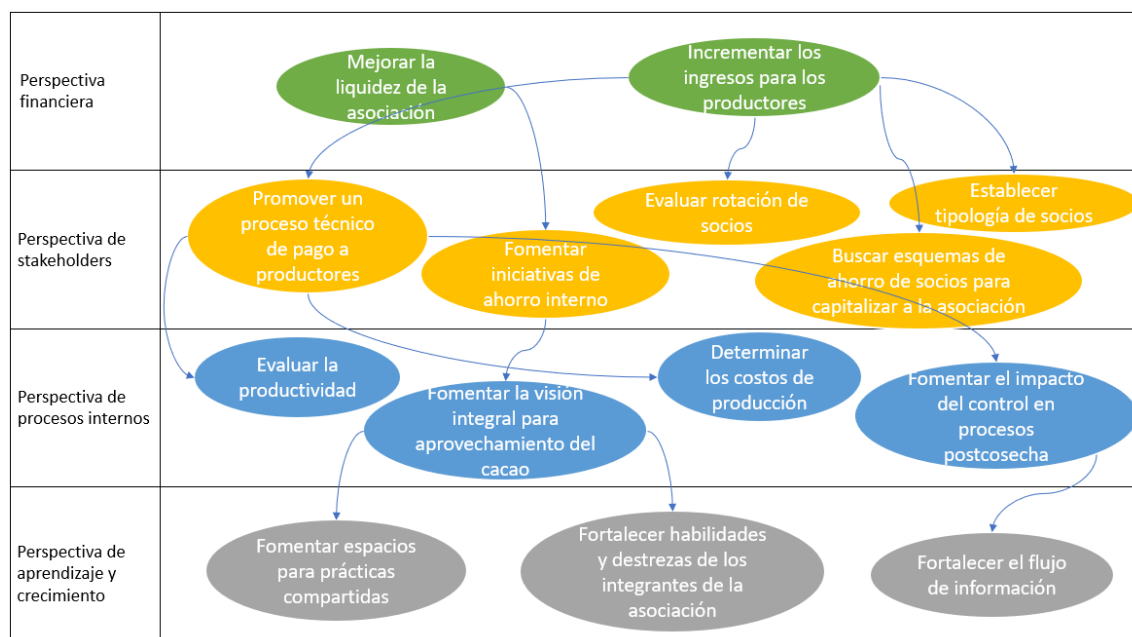 Perspectiva
financiera
Mejorar la
liquidez de la
asociación
Incrementar los
ingresos para los
productores
Perspectiva de
stakeholders
Promover un
proceso técnico
de pago a
productores
Fomentar
iniciativas de
ahorro interno
Evaluar rotación de
socios
Establecer
tipología de socios
Buscar esquemas de
ahorro de socios para
capitalizar a la asociación
Perspectiva de
procesos internos
Evaluar la
productividad
Fomentar la visión
integral para
aprovechamiento del
cacao
Determinar
los costos de
producción
Fomentar el impacto
del control en
procesos
postcosecha
Perspectiva de
aprendizaje y
crecimiento
Fomentar espacios
para prácticas
compartidas
Fortalecer habilidades
y destrezas de los
integrantes de la
asociación
Fortalecer el flujo
de información